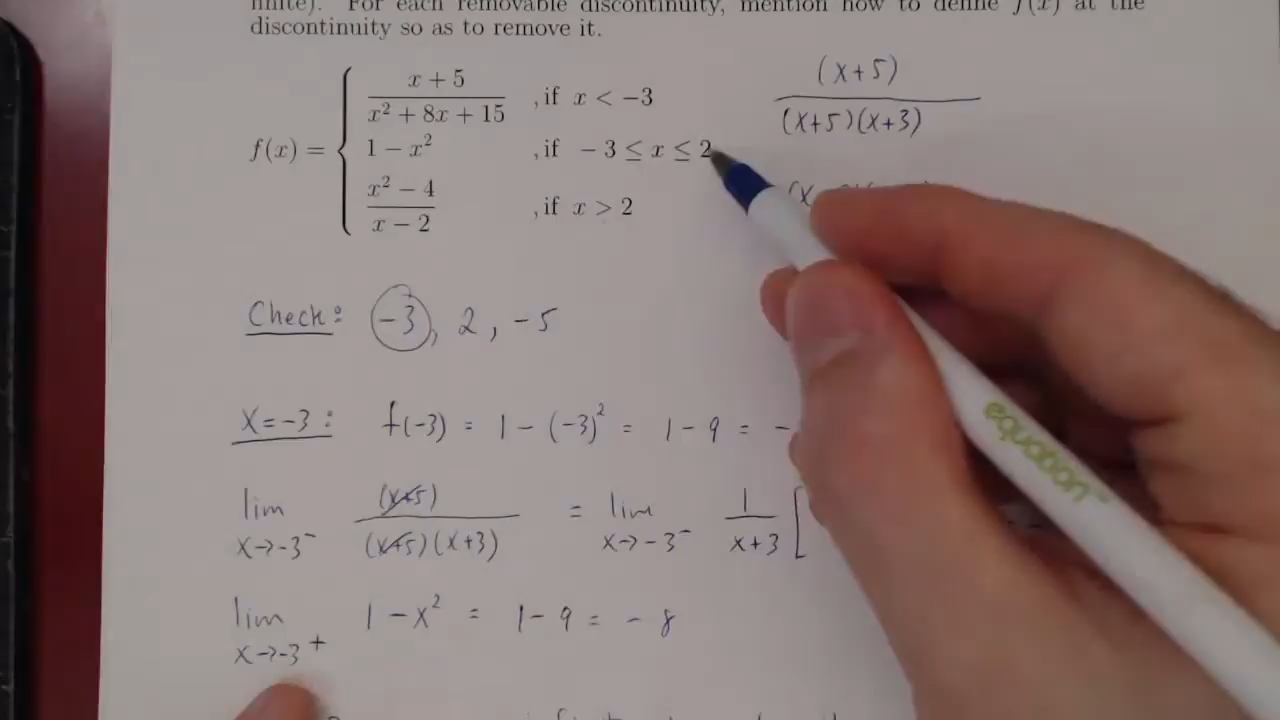 finite). For each removable discontinuity, mention how to define f(x) at the
discontinuity so as to remove it.
f(x) = { (x + 5)/(x² + 8x + 15) , if x < −3
1 − x² , if − 3 ≤ x ≤ 2
(x² − 4)/(x − 2) , if x > 2
(x+5)/((x+5)(x+3))
(x
Check: -3, 2, -5
x=-3: f(-3) = 1-(-3)² = 1-9 = -
lim x→-3⁻ (x+5)/((x+5)(x+3)) = lim x→-3⁻ 1/(x+3) [
lim x→-3⁺ 1-x² = 1-9 = -8